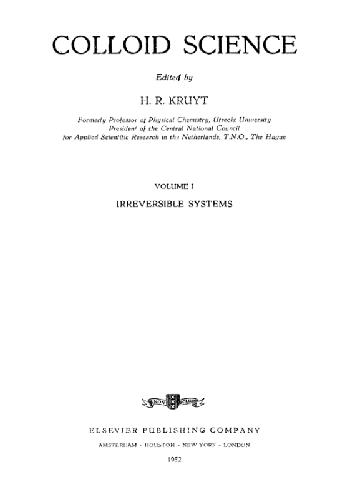 COLLOID SCIENCE
Edited by
H. R. KRUYT
Formerly Professor of Physical Chemistry, Utrecht University
President of the Central National Council
for Applied Scientific Research in the Netherlands, T.N.O., The Hague
VOLUME I
IRREVERSIBLE SYSTEMS
ELSEVIER PUBLISHING COMPANY
AMSTERDAM - HOUSTON - NEW YORK - LONDON
1952